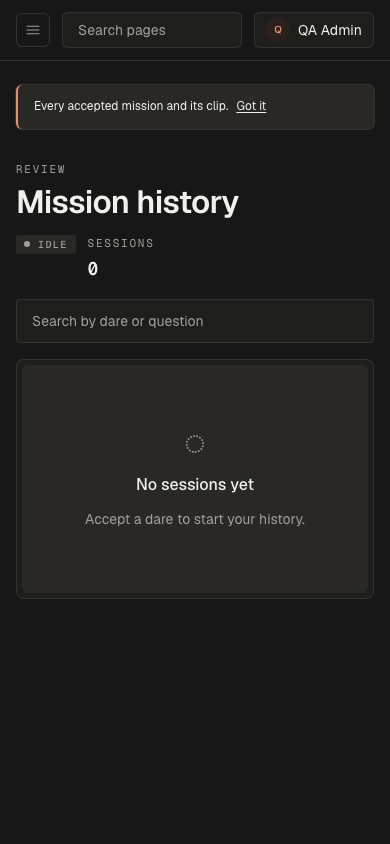 Search pages
Q
QA Admin
Every accepted mission and its clip. Got it
REVIEW
Mission history
IDLE
SESSIONS
0
Search by dare or question
No sessions yet
Accept a dare to start your history.